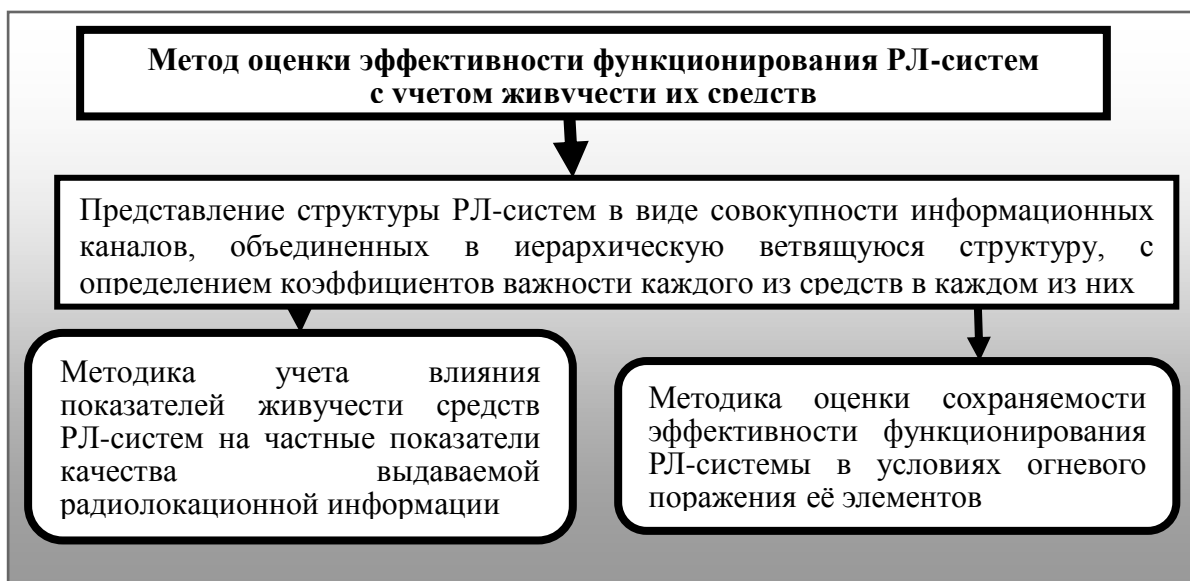 Метод оценки эффективности функционирования РЛ-систем
с учетом живучести их средств
Представление структуры РЛ-систем в виде совокупности информационных
каналов, объединенных в иерархическую ветвящуюся структуру, с
определением коэффициентов важности каждого из средств в каждом из них
Методика учета влияния
показателей живучести средств
РЛ-систем на частные показатели
качества выдаваемой
радиолокационной информации
Методика оценки сохраняемости
эффективности функционирования
РЛ-системы в условиях огневого
поражения её элементов